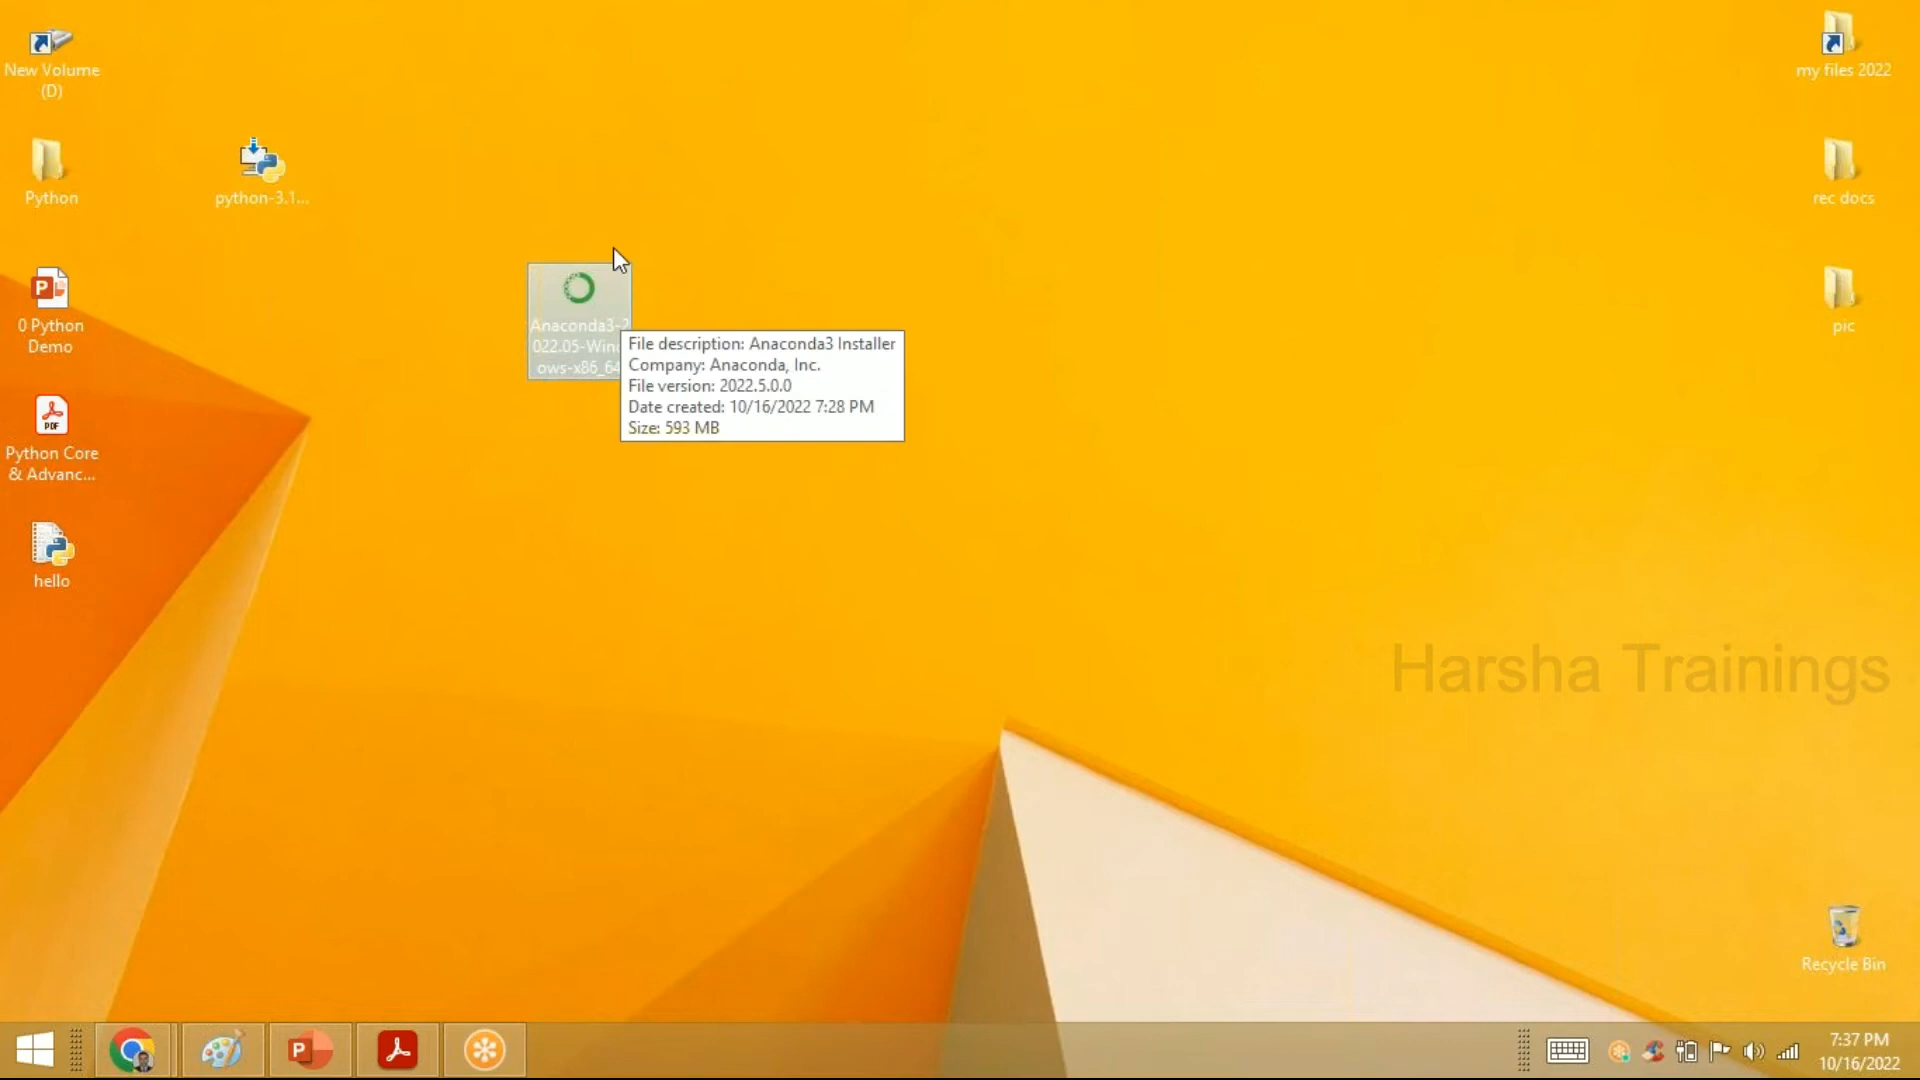 New Volume
(D)
my files 2022
Python
python-3.1...
rec docs
0 Python
Demo
Anaconda3-2
022.05-Wind
ows-x86_64
File description: Anaconda3 Installer
Company: Anaconda, Inc.
File version: 2022.5.0.0
Date created: 10/16/2022 7:28 PM
Size: 593 MB
pic
PDF
Python Core
& Advanc...
hello
Harsha Trainings
Recycle Bin
7:37 PM
10/16/2022